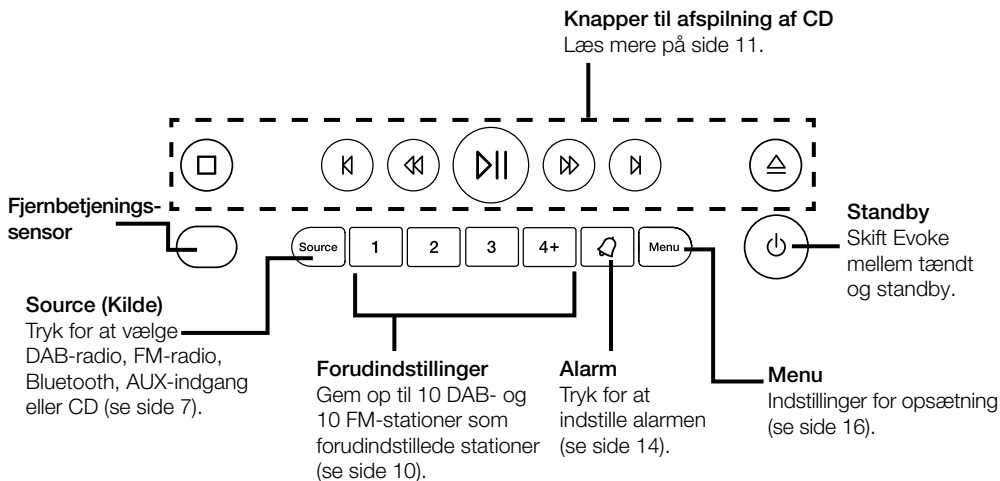 Knapper til afspilning af CD
Læs mere på side 11.
Fjernbetjenings-
sensor
Source
1
2
3
4+
Menu
Standby
Skift Evoke
mellem tændt
og standby.
Source (Kilde)
Tryk for at vælge
DAB-radio, FM-radio,
Bluetooth, AUX-indgang
eller CD (se side 7).
Forudindstillinger
Gem op til 10 DAB- og
10 FM-stationer som
forudindstillede stationer
(se side 10).
Alarm
Tryk for at
indstille alarmen
(se side 14).
Menu
Indstillinger for opsætning
(se side 16).